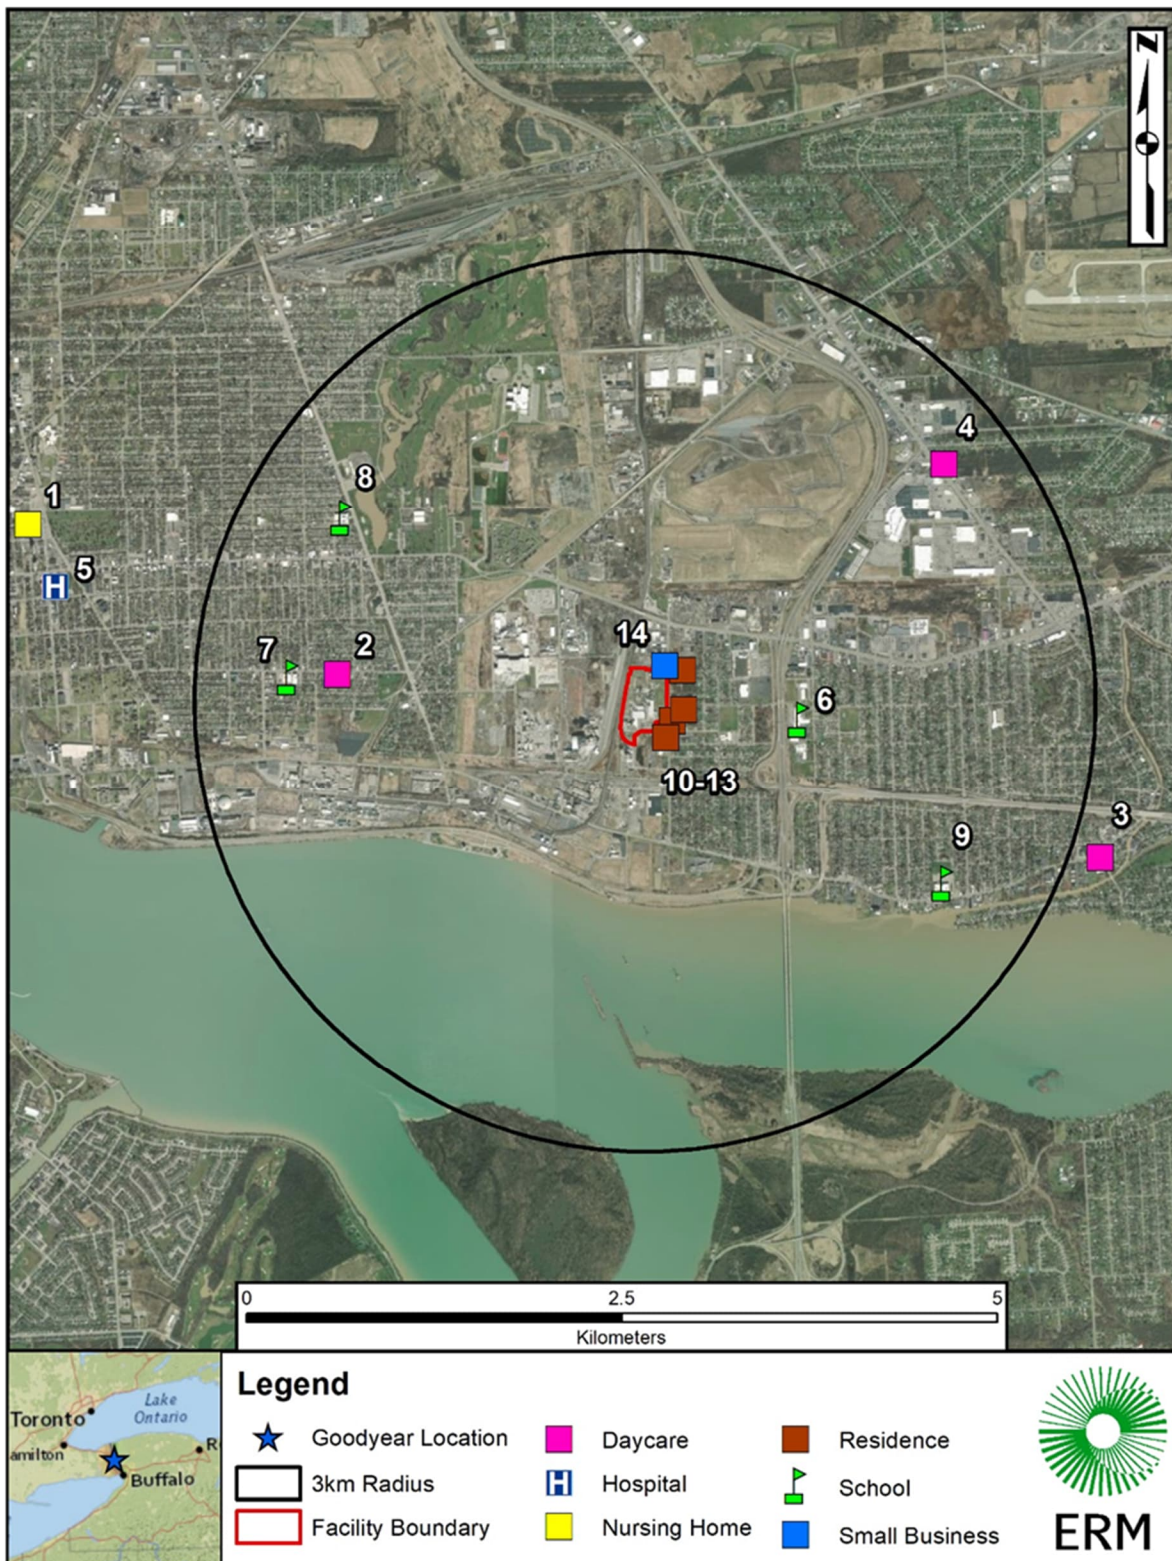 N
4
1
8
5
14
7
2
6
10-13
3
9
0 2.5 5
Kilometers
Lake
Ontario
Toronto
amilton
R
Buffalo
Legend
Goodyear Location
3km Radius
Facility Boundary
Daycare
Hospital
Nursing Home
Residence
School
Small Business
H
H
ERM